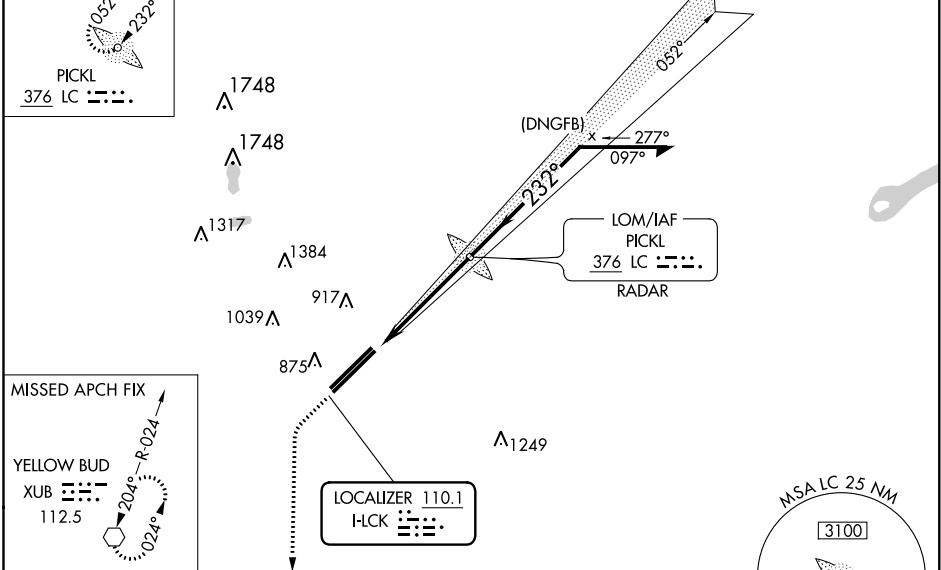 052°
232°
PICKL
376 LC
1748
1748
1317
1384
917
1039
875
1249
052°
(DNGFB)
x
277°
097°
232°
LOM/IAF
PICKL
376 LC
RADAR
MISSED APCH FIX
R-024
204°
024°
YELLOW BUD
XUB
112.5
LOCALIZER 110.1
I-LCK
MSA LC 25 NM
3100